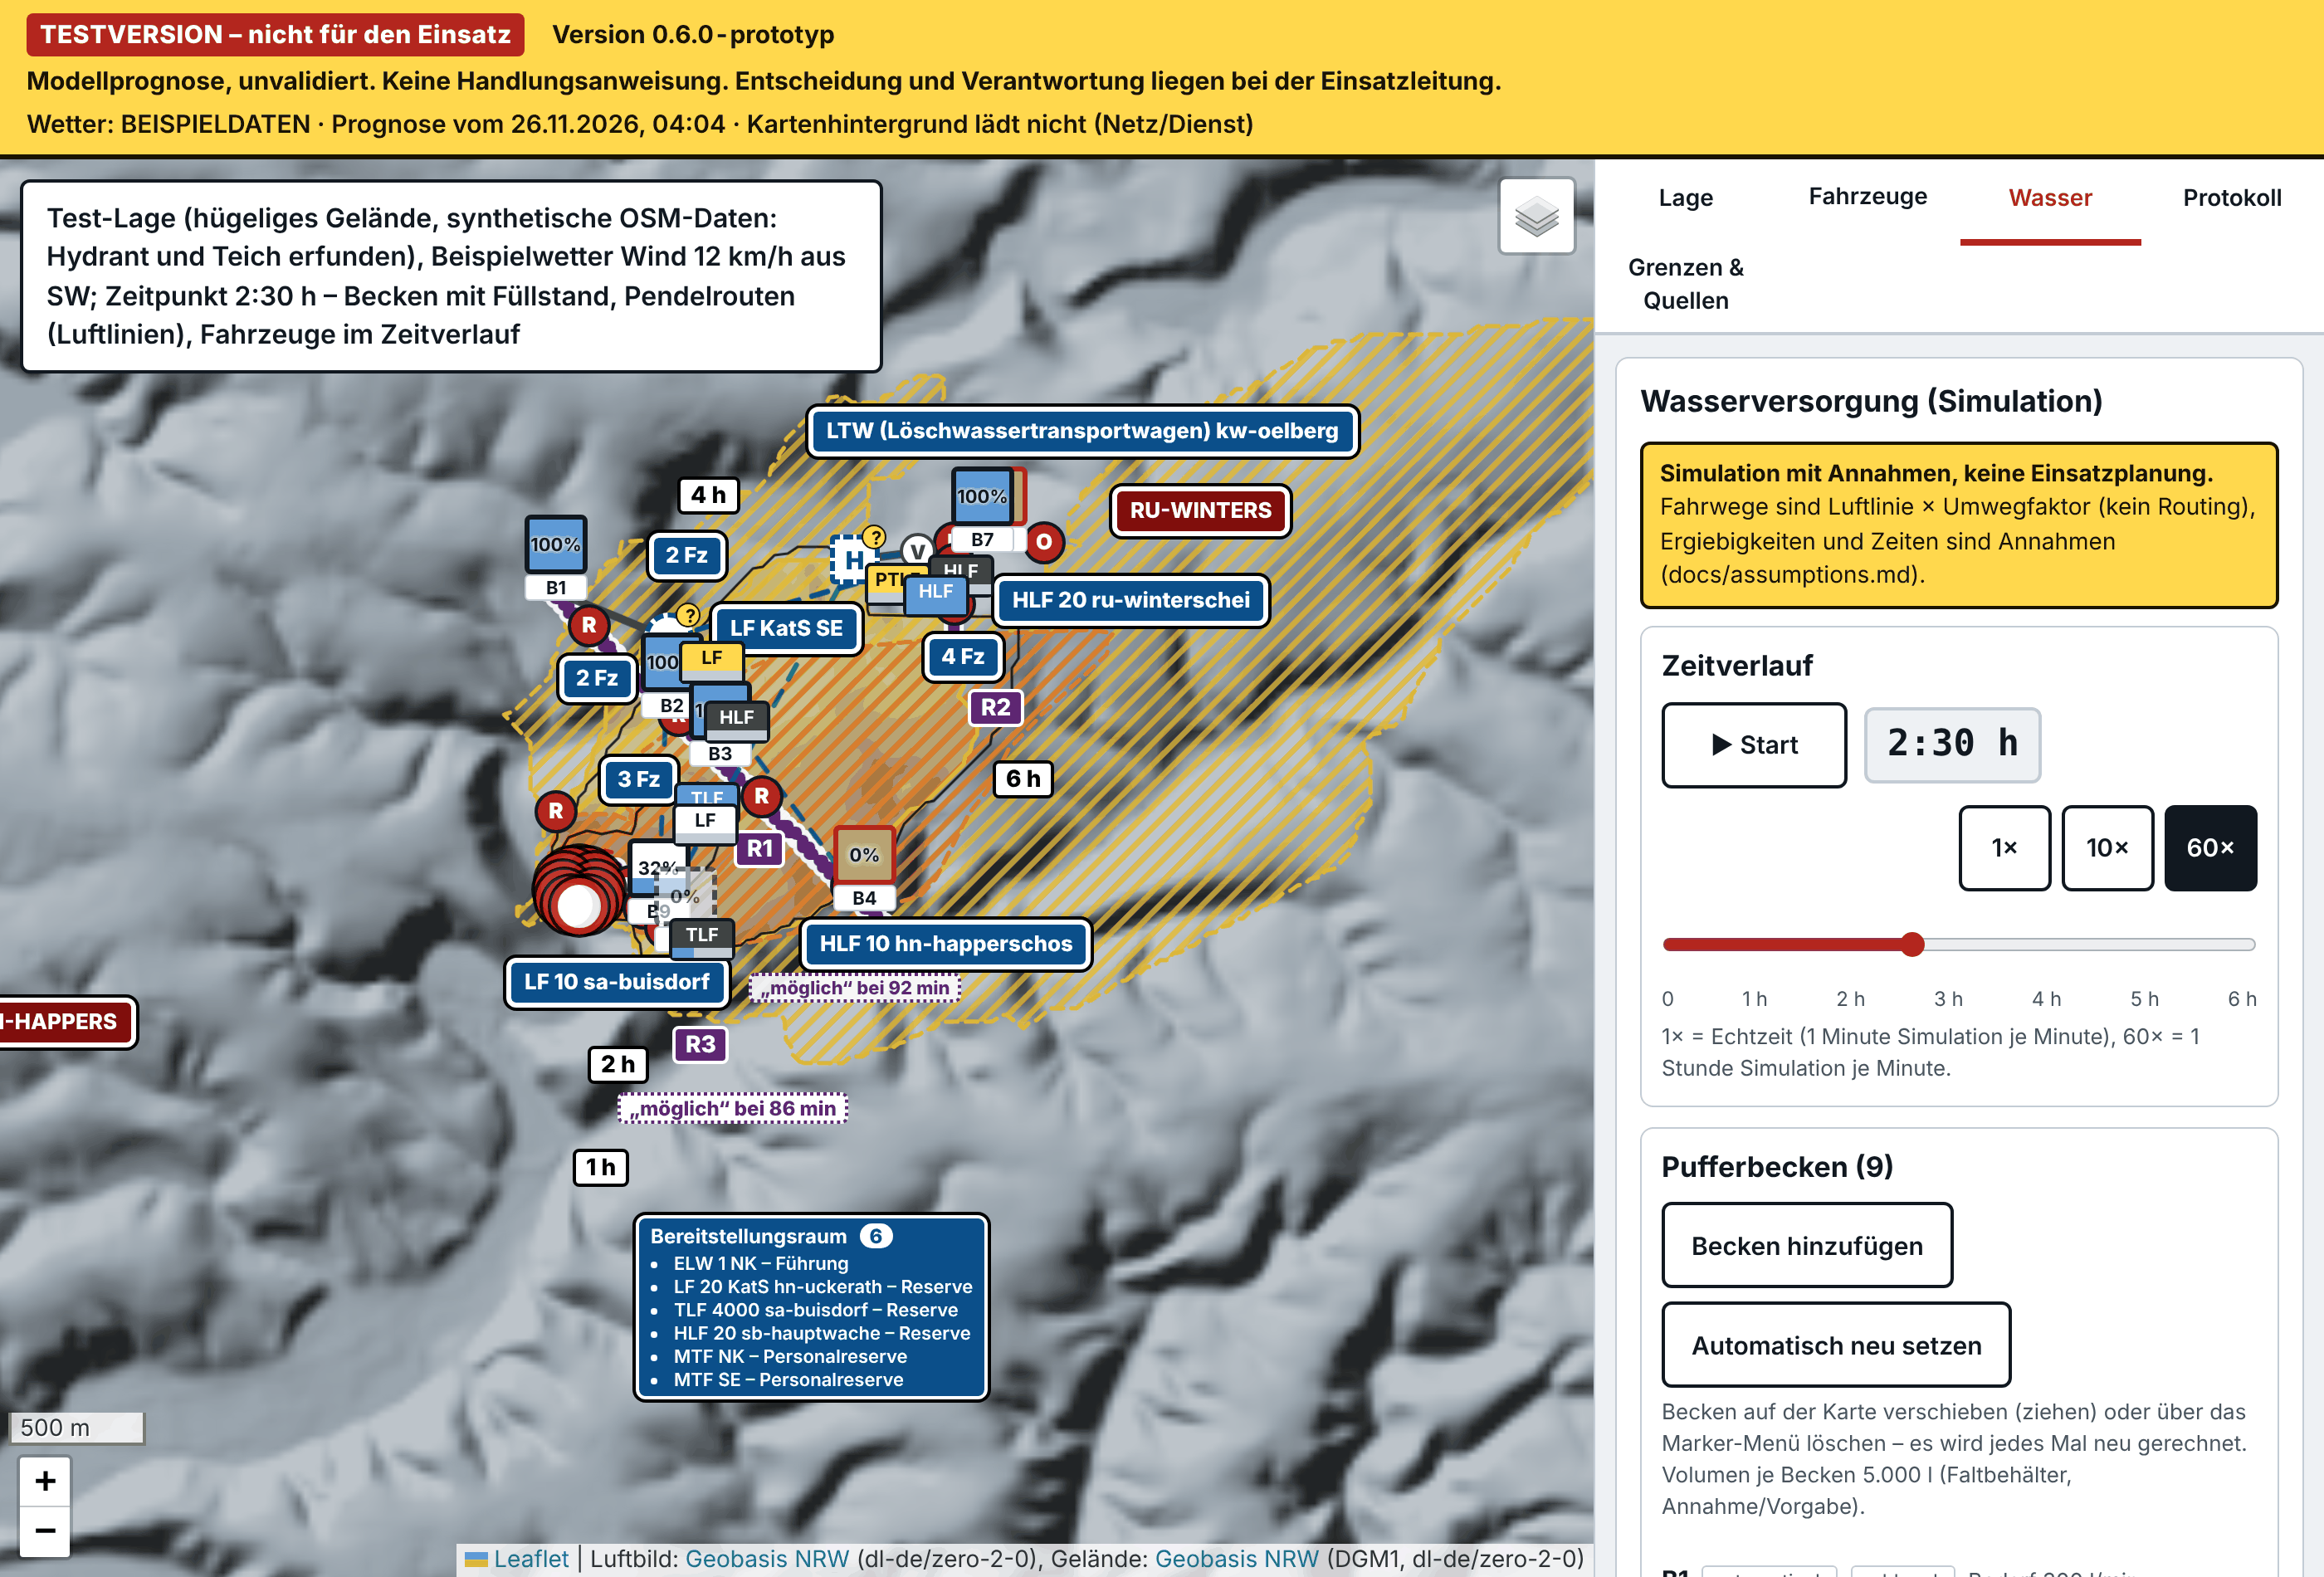 TESTVERSION – nicht für den Einsatz Version 0.6.0-prototyp
Modellprognose, unvalidiert. Keine Handlungsanweisung. Entscheidung und Verantwortung liegen bei der Einsatzleitung.
Wetter: BEISPIELDATEN · Prognose vom 26.11.2026, 04:04 · Kartenhintergrund lädt nicht (Netz/Dienst)
Test-Lage (hügeliges Gelände, synthetische OSM-Daten:
Hydrant und Teich erfunden), Beispielwetter Wind 12 km/h aus
SW; Zeitpunkt 2:30 h – Becken mit Füllstand, Pendelrouten
(Luftlinien), Fahrzeuge im Zeitverlauf
LTW (Löschwassertransportwagen) kw-oelberg
4 h
100%
RU-WINTERS
100%
2 Fz
H
?
V
B7
O
B1
HLF
HLF
HLF 20 ru-winterschei
R
?
LF KatS SE
100
LF
4 Fz
2 Fz
B2
HLF
R2
B3
3 Fz
6 h
TLF
R
R
LF
R1
32%
0%
0%
B4
TLF
HLF 10 hn-happerschos
LF 10 sa-buisdorf
„möglich“ bei 92 min
R3
2 h
„möglich“ bei 86 min
1 h
Bereitstellungsraum 6
• ELW 1 NK – Führung
• LF 20 KatS hn-uckerath – Reserve
• TLF 4000 sa-buisdorf – Reserve
• HLF 20 sb-hauptwache – Reserve
• MTF NK – Personalreserve
• MTF SE – Personalreserve
500 m
+
−
Leaflet | Luftbild: Geobasis NRW (dl-de/zero-2-0), Gelände: Geobasis NRW (DGM1, dl-de/zero-2-0)
Lage Fahrzeuge Wasser Protokoll
Grenzen &
Quellen
Wasserversorgung (Simulation)
Simulation mit Annahmen, keine Einsatzplanung.
Fahrwege sind Luftlinie × Umwegfaktor (kein Routing),
Ergiebigkeiten und Zeiten sind Annahmen
(docs/assumptions.md).
Zeitverlauf
▶ Start 2:30 h
1× 10× 60×
0 1 h 2 h 3 h 4 h 5 h 6 h
1× = Echtzeit (1 Minute Simulation je Minute), 60× = 1
Stunde Simulation je Minute.
Pufferbecken (9)
Becken hinzufügen
Automatisch neu setzen
Becken auf der Karte verschieben (ziehen) oder über das
Marker-Menü löschen – es wird jedes Mal neu gerechnet.
Volumen je Becken 5.000 l (Faltbehälter,
Annahme/Vorgabe).